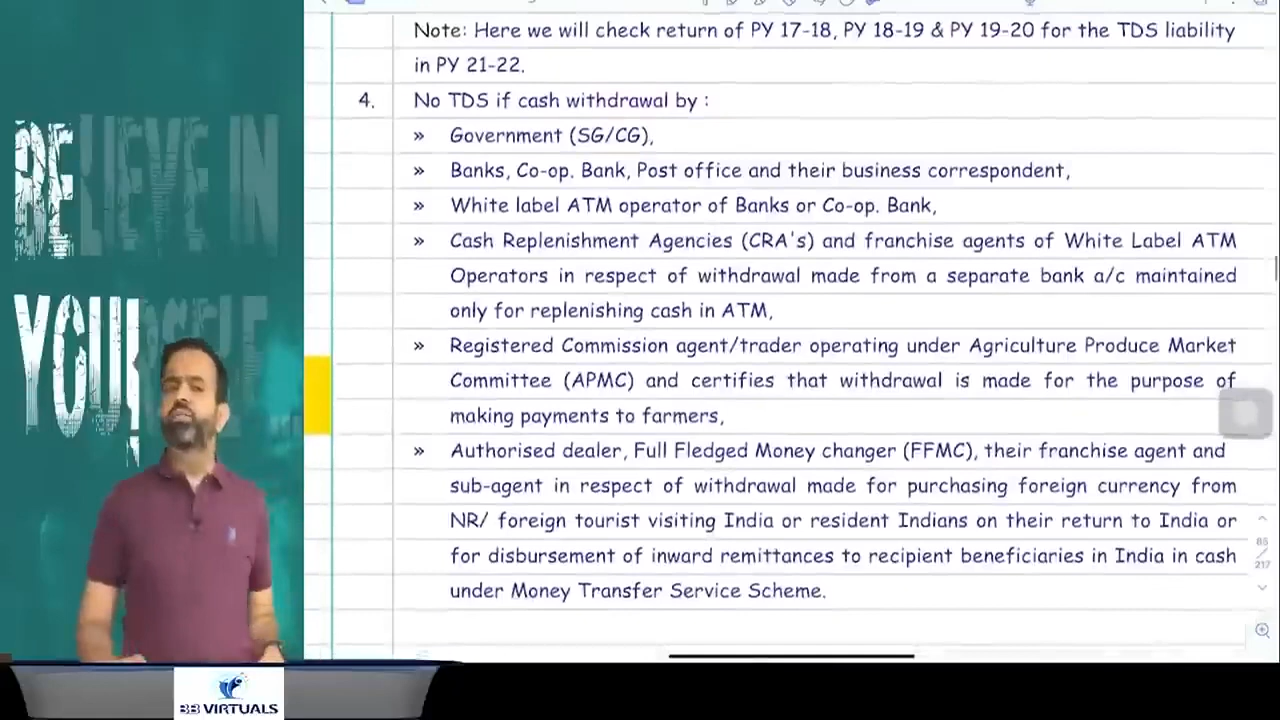 BELIEVE IN
YOURSELF
Note: Here we will check return of PY 17-18, PY 18-19 & PY 19-20 for the TDS liability
in PY 21-22.
4. No TDS if cash withdrawal by :
» Government (SG/CG),
» Banks, Co-op. Bank, Post office and their business correspondent,
» White label ATM operator of Banks or Co-op. Bank,
» Cash Replenishment Agencies (CRA's) and franchise agents of White Label ATM
Operators in respect of withdrawal made from a separate bank a/c maintained
only for replenishing cash in ATM,
» Registered Commission agent/trader operating under Agriculture Produce Market
Committee (APMC) and certifies that withdrawal is made for the purpose of
making payments to farmers,
» Authorised dealer, Full Fledged Money changer (FFMC), their franchise agent and
sub-agent in respect of withdrawal made for purchasing foreign currency from
NR/ foreign tourist visiting India or resident Indians on their return to India or
for disbursement of inward remittances to recipient beneficiaries in India in cash
under Money Transfer Service Scheme.
85
217
BB VIRTUALS